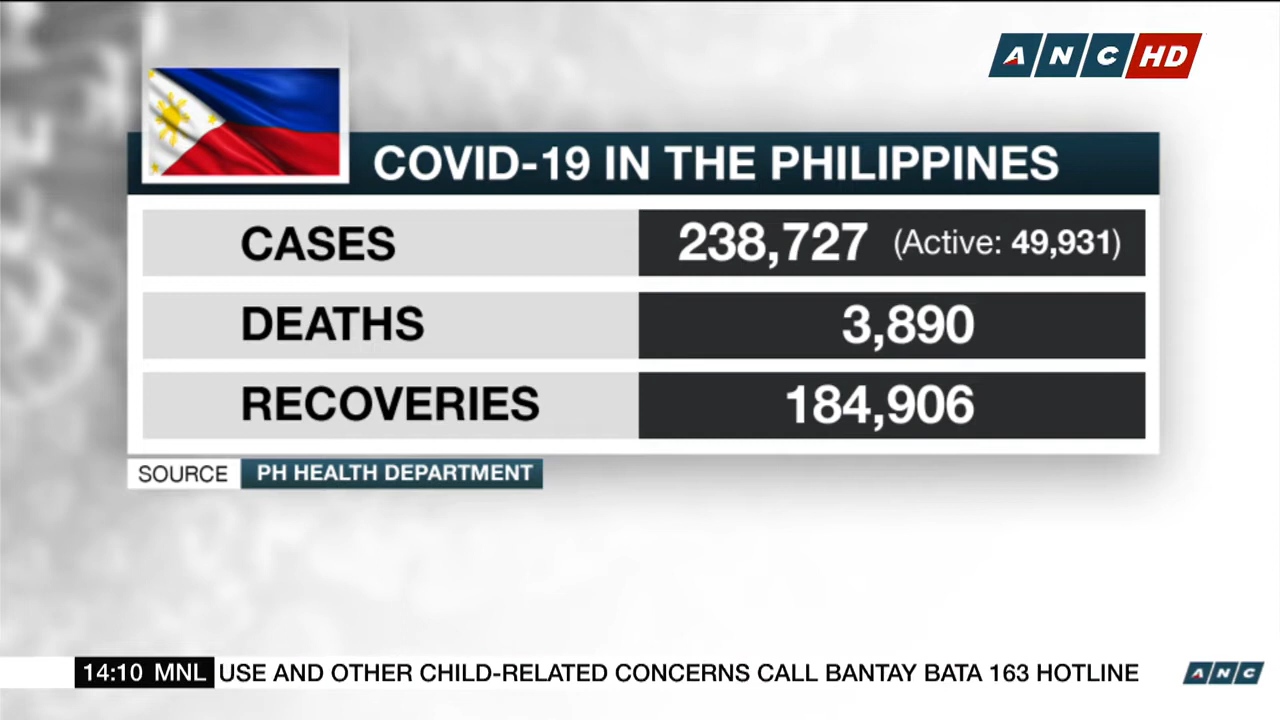 ANC HD
COVID-19 IN THE PHILIPPINES
CASES 238,727 (Active: 49,931)
DEATHS 3,890
RECOVERIES 184,906
SOURCE PH HEALTH DEPARTMENT
14:10 MNL USE AND OTHER CHILD-RELATED CONCERNS CALL BANTAY BATA 163 HOTLINE ANC